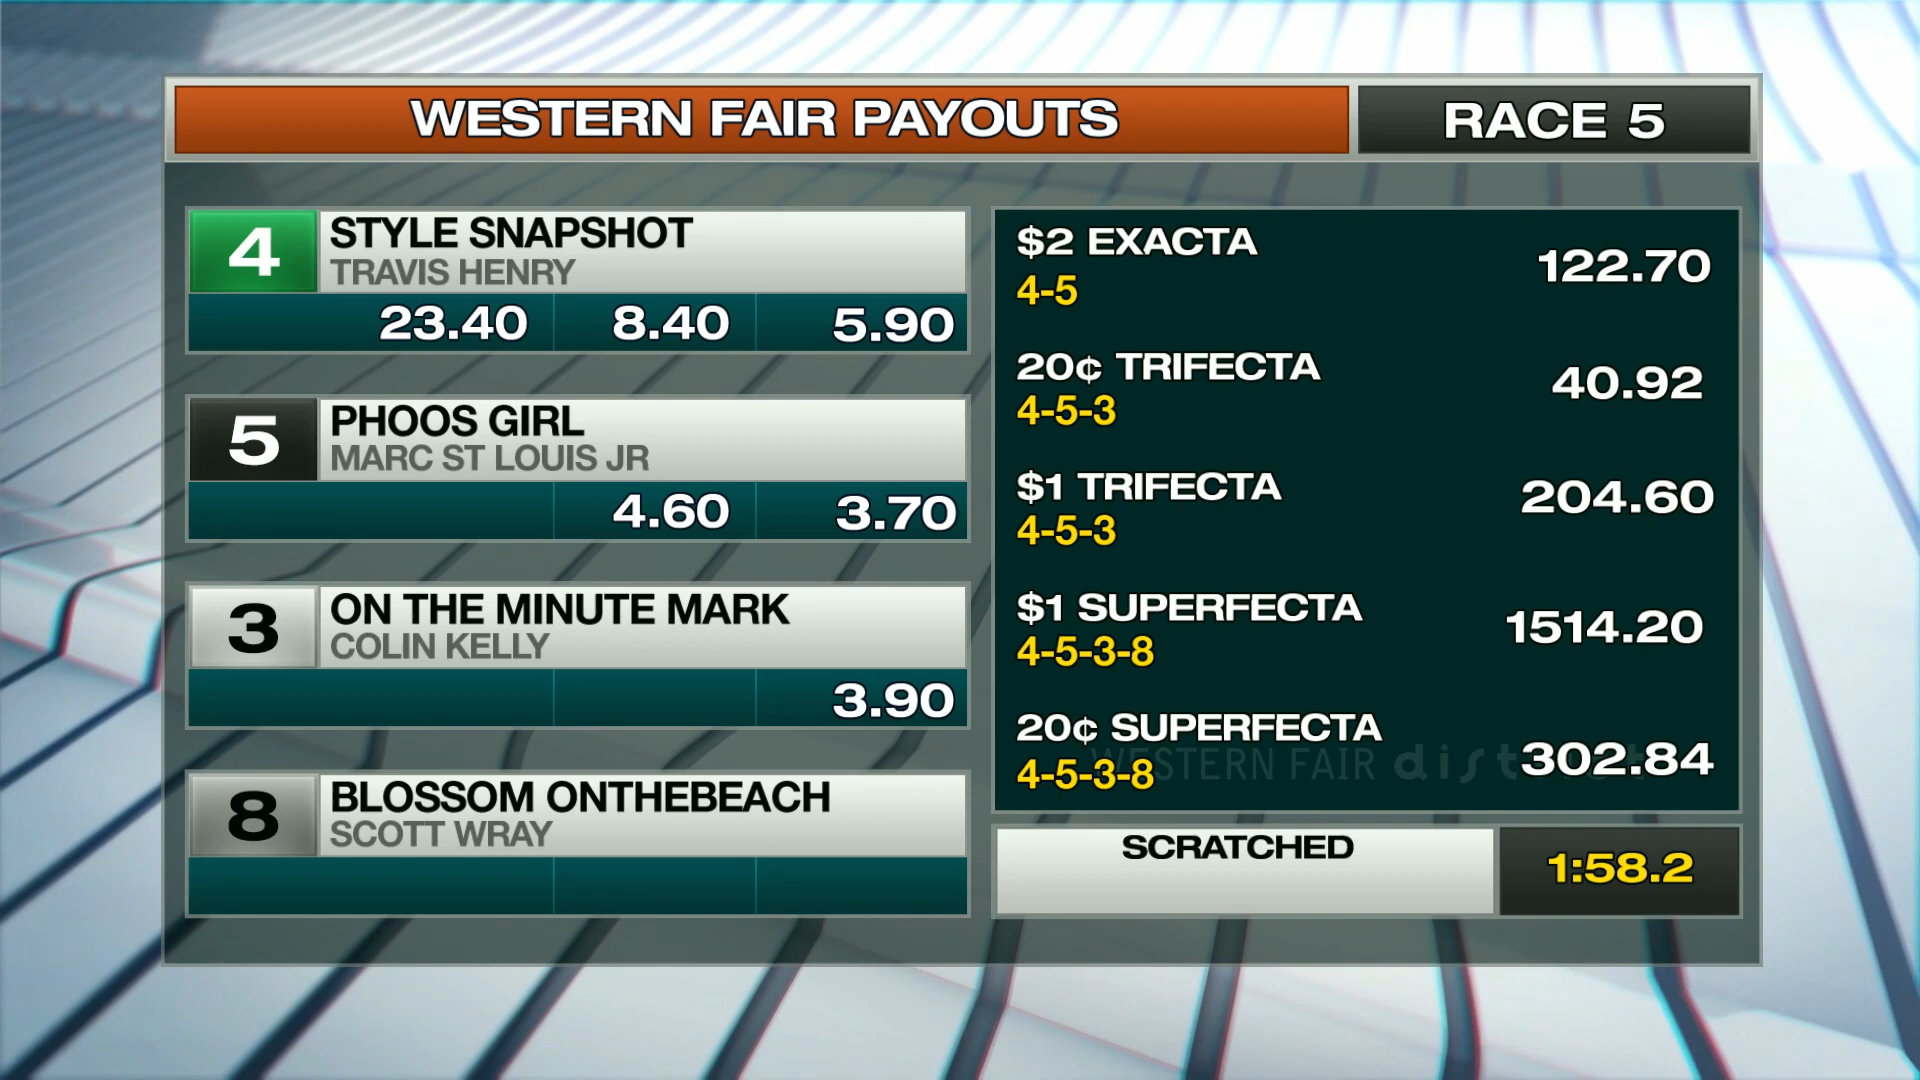 WESTERN FAIR PAYOUTS
RACE 5
4
STYLE SNAPSHOT
TRAVIS HENRY
23.40 8.40 5.90
5
PHOOS GIRL
MARC ST LOUIS JR
4.60 3.70
3
ON THE MINUTE MARK
COLIN KELLY
3.90
8
BLOSSOM ONTHEBEACH
SCOTT WRAY
$2 EXACTA
4-5
122.70
20¢ TRIFECTA
4-5-3
40.92
$1 TRIFECTA
4-5-3
204.60
$1 SUPERFECTA
4-5-3-8
1514.20
20¢ SUPERFECTA
4-5-3-8
302.84
WESTERN FAIR
SCRATCHED
1:58.2